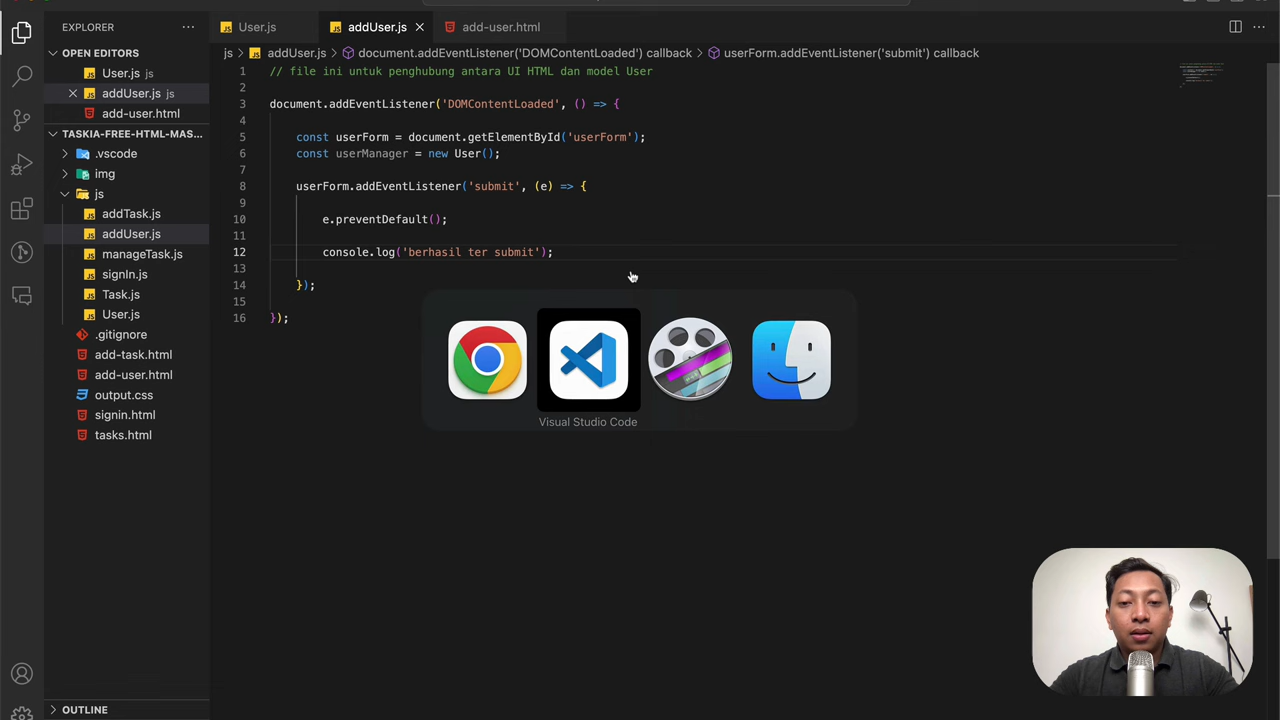 EXPLORER
User.js
addUser.js
add-user.html
OPEN EDITORS
User.js js
addUser.js js
add-user.html
TASKIA-FREE-HTML-MAS...
.vscode
img
js
addTask.js
addUser.js
manageTask.js
signIn.js
Task.js
User.js
.gitignore
add-task.html
add-user.html
output.css
signin.html
tasks.html
OUTLINE
js > addUser.js > document.addEventListener('DOMContentLoaded') callback > userForm.addEventListener('submit') callback
1 // file ini untuk penghubung antara UI HTML dan model User
2
3 document.addEventListener('DOMContentLoaded', () => {
4
5 const userForm = document.getElementById('userForm');
6 const userManager = new User();
7
8 userForm.addEventListener('submit', (e) => {
9
10 e.preventDefault();
11
12 console.log('berhasil ter submit');
13
14 });
15
16 });
Visual Studio Code